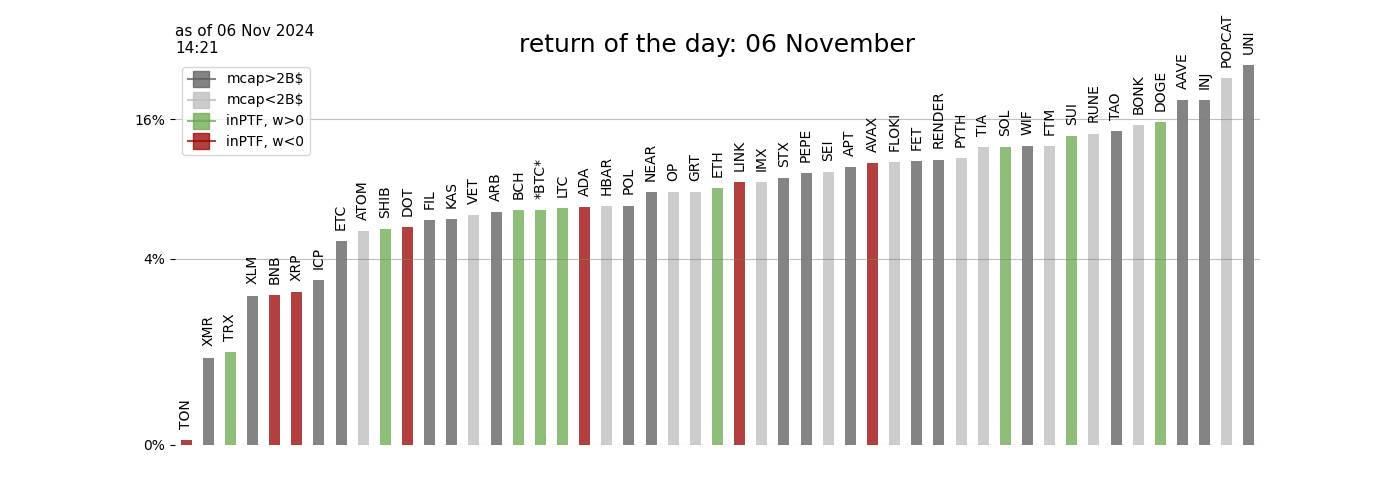 as of 06 Nov 2024
14:21
return of the day: 06 November
mcap>2B$
mcap<2B$
inPTF, w>0
inPTF, w<0
16%
4%
0%
TON
XMR
TRX
XLM
BNB
XRP
ICP
ETC
ATOM
SHIB
DOT
FIL
KAS
VET
ARB
BCH
*BTC*
LTC
ADA
HBAR
POL
NEAR
OP
GRT
ETH
LINK
IMX
STX
PEPE
SEI
APT
AVAX
FLOKI
FET
RENDER
PYTH
TIA
SOL
WIF
FTM
SUI
RUNE
TAO
BONK
DOGE
AAVE
INJ
POPCAT
UNI